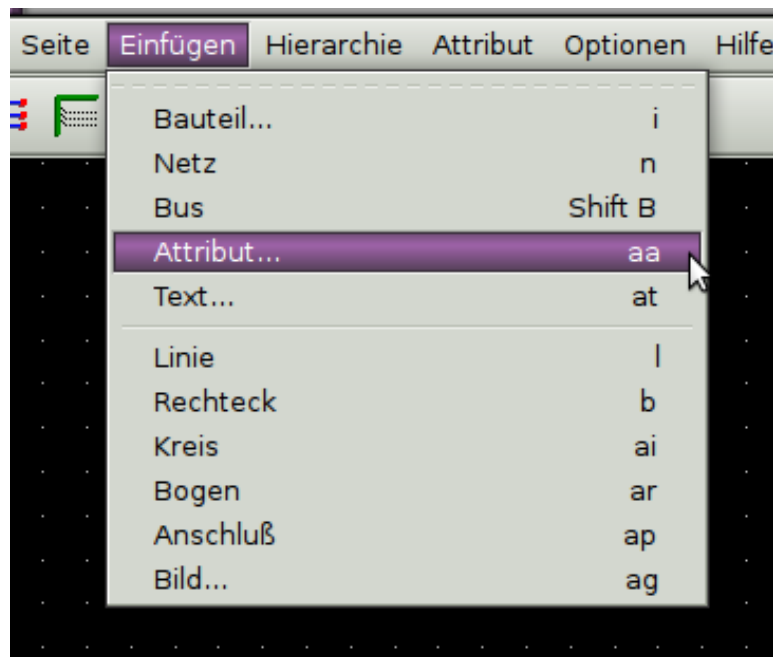 Seite Einfügen Hierarchie Attribut Optionen Hilfe
Bauteil... i
Netz n
Bus Shift B
Attribut... aa
Text... at
Linie l
Rechteck b
Kreis ai
Bogen ar
Anschluß ap
Bild... ag